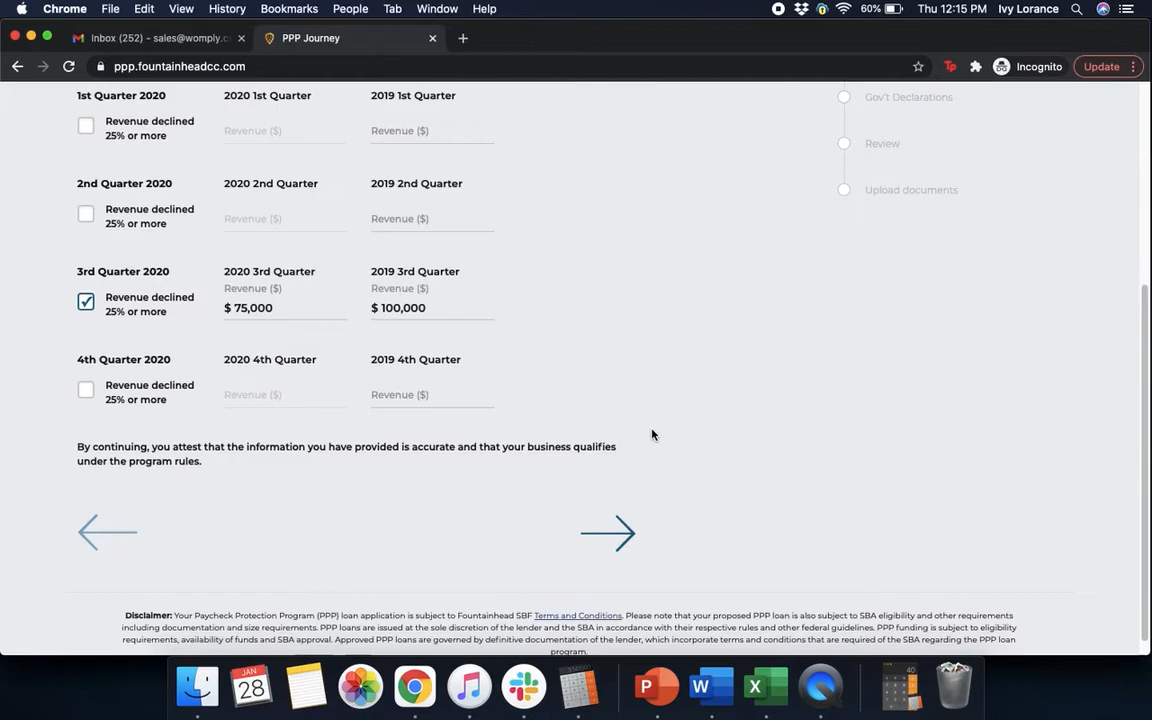 Chrome File Edit View History Bookmarks People Tab Window Help 60% Thu 12:15 PM Ivy Lorance
Inbox (252) - sales@womply.c PPP Journey
ppp.fountainheadcc.com Incognito Update
1st Quarter 2020 2020 1st Quarter 2019 1st Quarter
Gov't Declarations
Revenue declined
25% or more
Revenue ($) Revenue ($)
Review
2nd Quarter 2020 2020 2nd Quarter 2019 2nd Quarter
Upload documents
Revenue declined
25% or more
Revenue ($) Revenue ($)
3rd Quarter 2020 2020 3rd Quarter 2019 3rd Quarter
Revenue ($) Revenue ($)
Revenue declined
25% or more
$ 75,000 $ 100,000
4th Quarter 2020 2020 4th Quarter 2019 4th Quarter
Revenue declined
25% or more
Revenue ($) Revenue ($)
By continuing, you attest that the information you have provided is accurate and that your business qualifies
under the program rules.
Disclaimer: Your Paycheck Protection Program (PPP) loan application is subject to Fountainhead SBF Terms and Conditions. Please note that your proposed PPP loan is also subject to SBA eligibility and other requirements
including documentation and size requirements. PPP loans are issued at the sole discretion of the lender and the SBA in accordance with their respective rules and other federal guidelines. PPP funding is subject to eligibility
requirements, availability of funds and SBA approval. Approved PPP loans are governed by definitive documentation of the lender, which incorporate terms and conditions that are required of the SBA regarding the PPP loan
program.
JAN
28
P W X
40